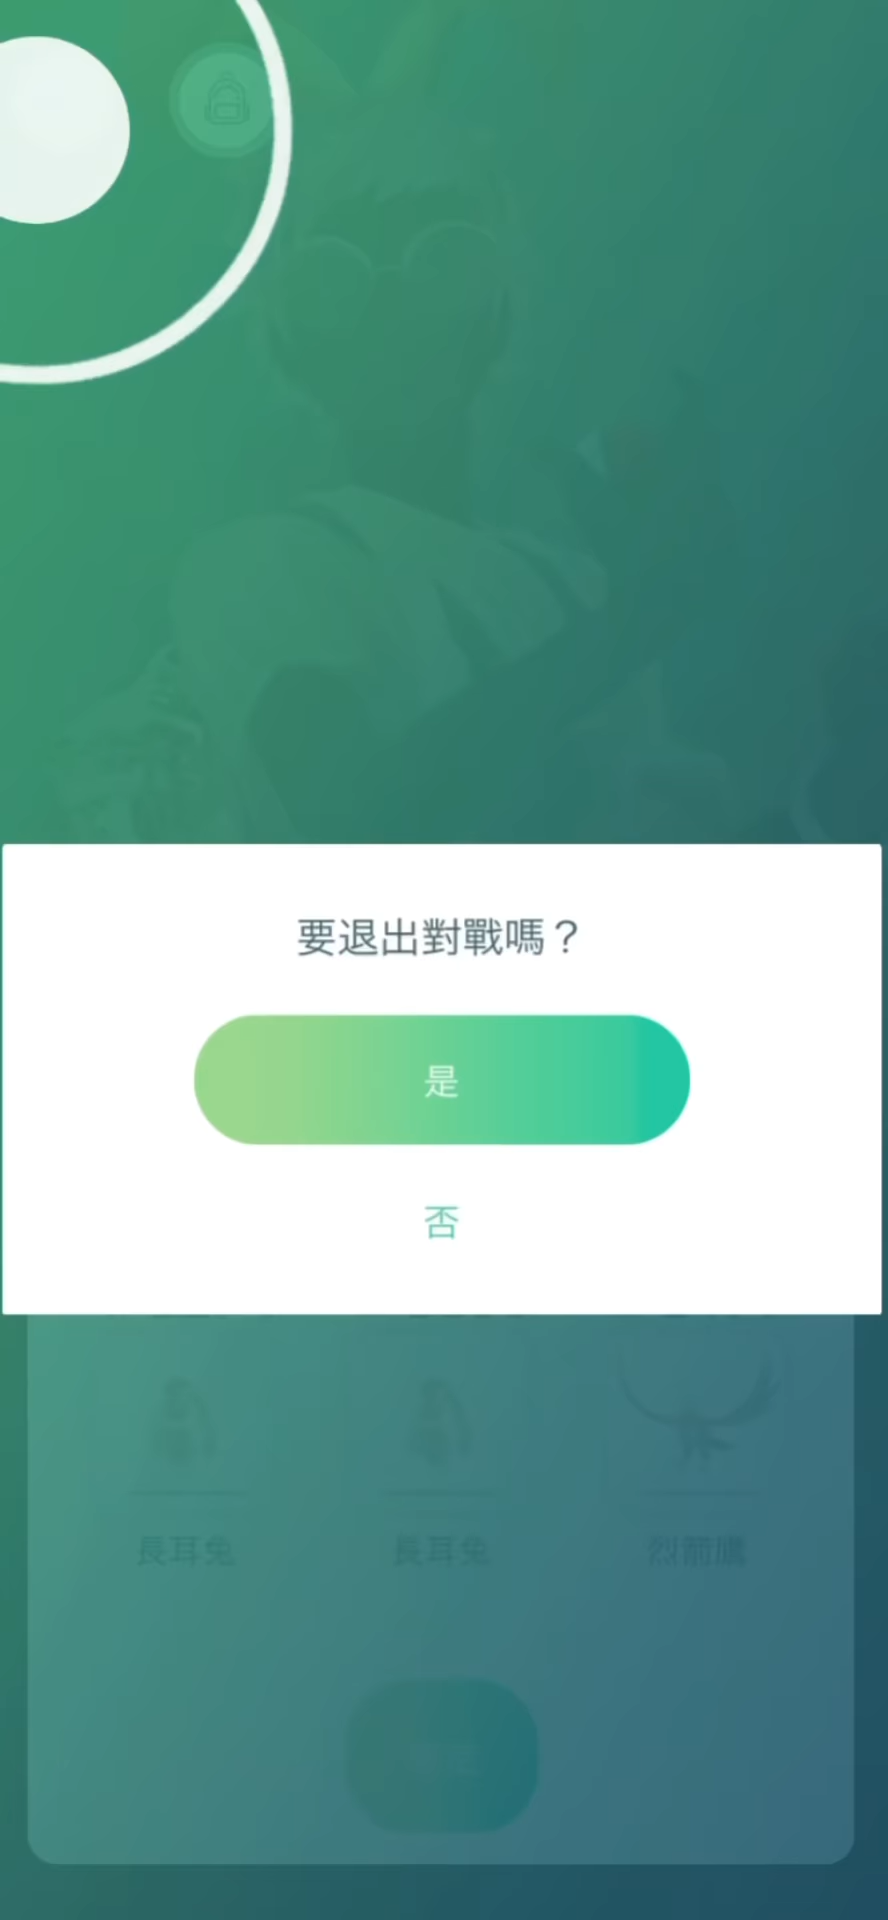 要退出對戰嗎？
是
否
長耳兔 長耳兔 烈箭鷹